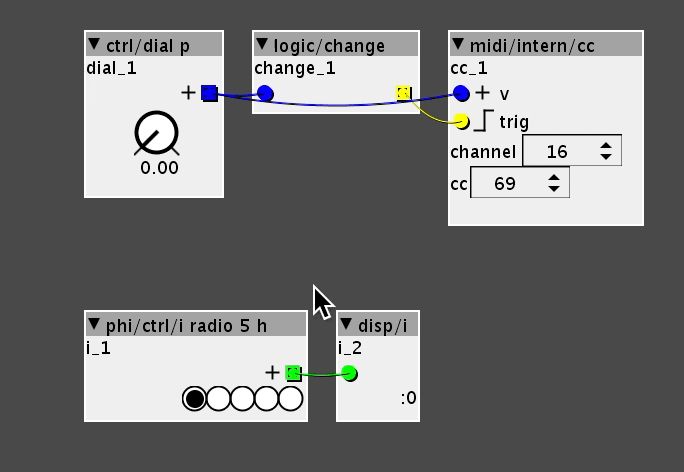 ctrl/dial p
dial_1
+
0.00
logic/change
change_1
midi/intern/cc
cc_1
+ v
trig
channel 16
cc 69
phi/ctrl/i radio 5 h
i_1
+
disp/i
i_2
:0